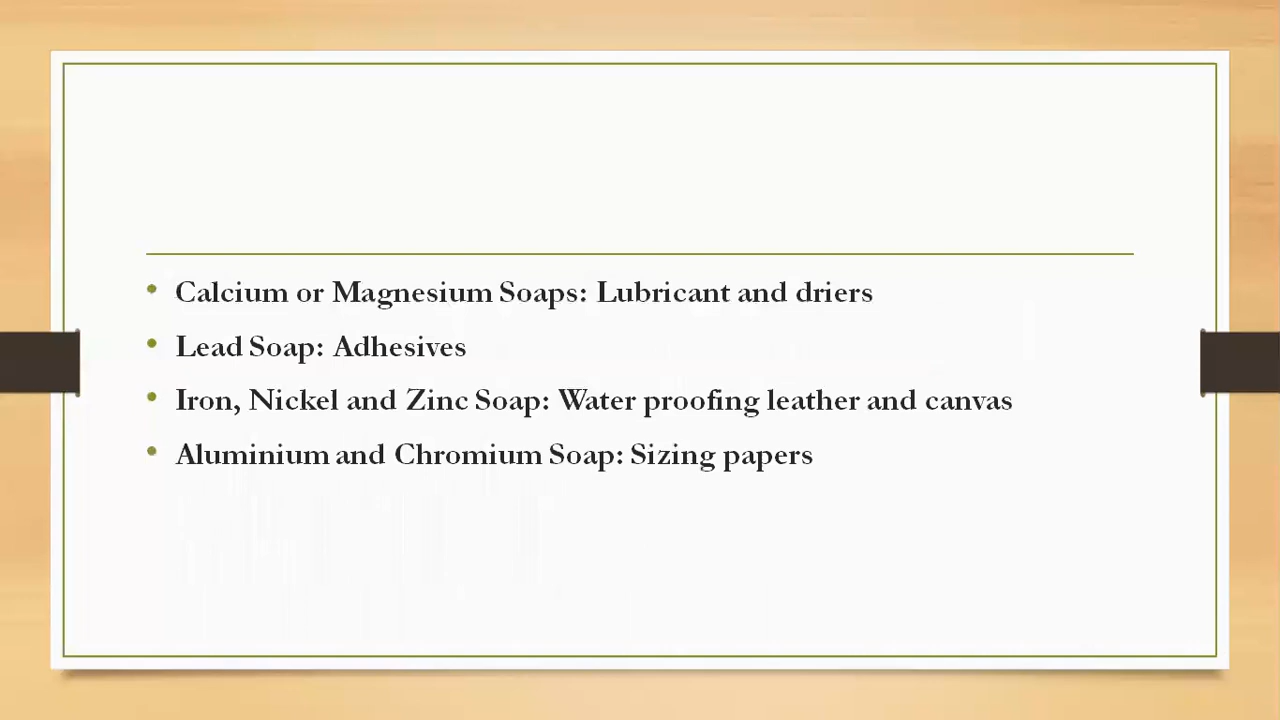 • Calcium or Magnesium Soaps: Lubricant and driers
• Lead Soap: Adhesives
• Iron, Nickel and Zinc Soap: Water proofing leather and canvas
• Aluminium and Chromium Soap: Sizing papers